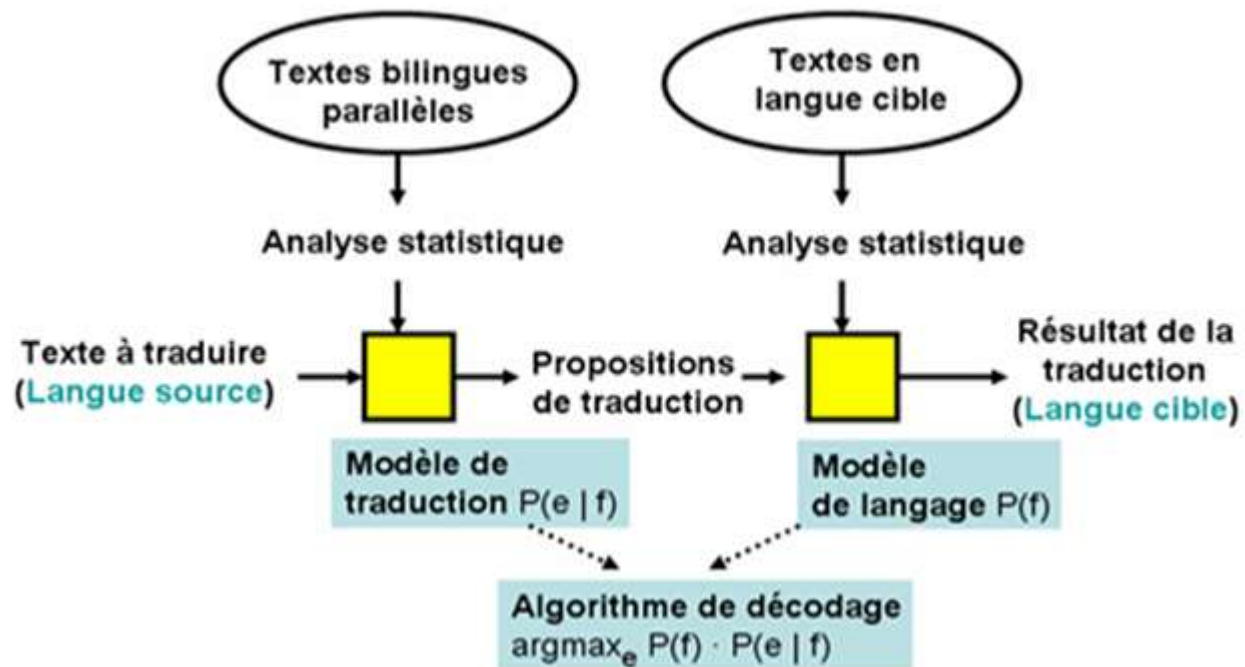 Textes bilingues
parallèles
Textes en
langue cible
Analyse statistique
Analyse statistique
Texte à traduire
(Langue source)
Propositions
de traduction
Résultat de la
traduction
(Langue cible)
Modèle de
traduction P(e | f)
Modèle
de langage P(f)
Algorithme de décodage
argmaxₑ P(f) · P(e | f)